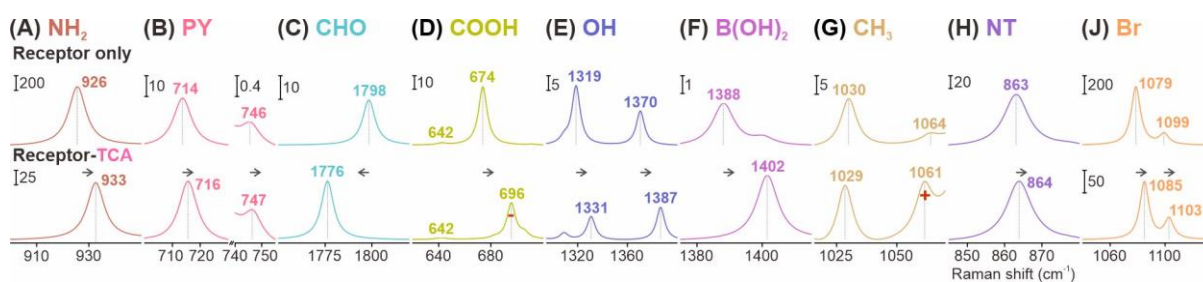 (A) NH₂ (B) PY (C) CHO (D) COOH (E) OH (F) B(OH)₂ (G) CH₃ (H) NT (J) Br
Receptor only
200 926 10 714 0.4 746 10 1798 10 674 642 5 1319 1370 1 1388 5 1030 1064 20 863 200 1079 1099
Receptor-TCA
25 933 716 747 1776 642 696 - 1331 1387 1402 1029 1061 + 864 50 1085 1103
910 930 710 720 740 750 1775 1800 640 680 1320 1360 1380 1400 1025 1050 850 860 870 1060 1100
Raman shift (cm⁻¹)